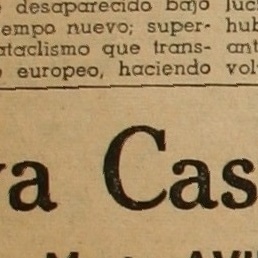 desaparecido bajo
empo nuevo; super-
ataclismo que trans-
europeo, haciendo
va Cas